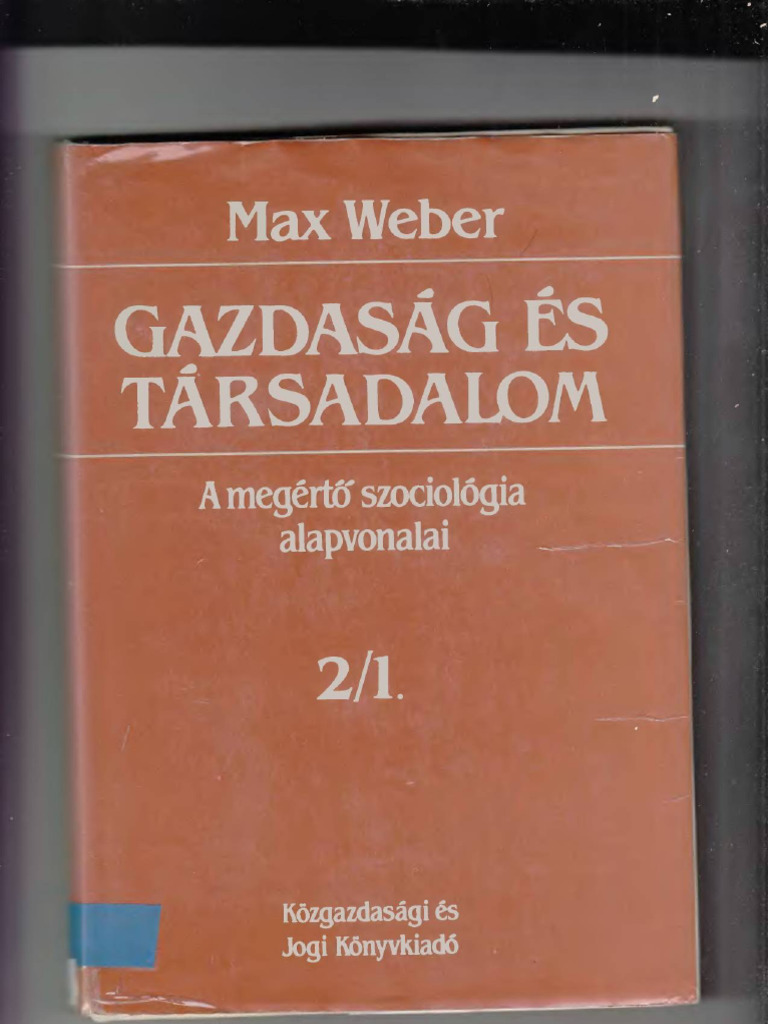 Max Weber
GAZDASÁG ÉS
TÁRSADALOM
A megértő szociológia
alapvonalai
2/1.
Közgazdasági és
Jogi Könyvkiadó